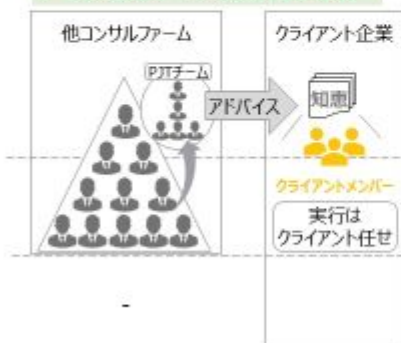 他コンサルファーム
クライアント企業
PJTチーム
アドバイス
知恵
クライアントメンバー
実行は
クライアント任せ
-